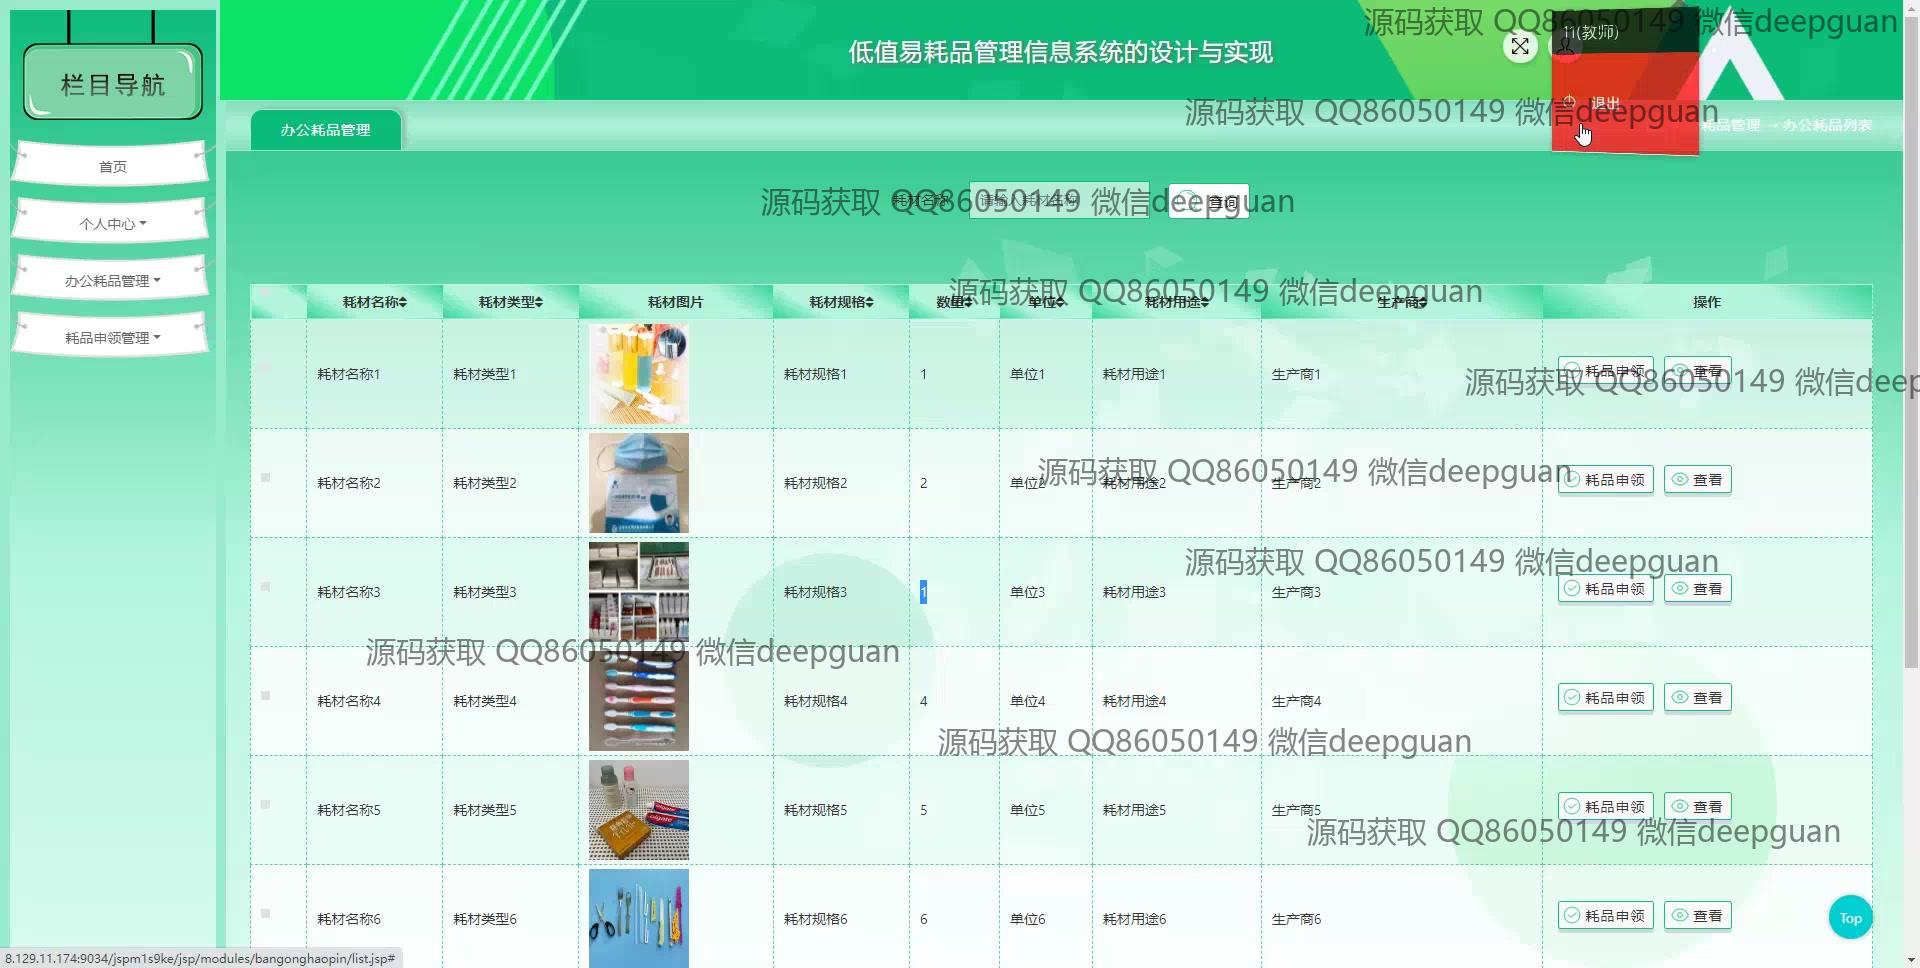 源码获取 QQ86050149 微信deepguan
栏目导航
低值易耗品管理信息系统的设计与实现
11(教师)
退出
源码获取 QQ86050149 微信deepguan
首页
个人中心
办公耗品管理
耗品申领管理
办公耗品管理
耗品管理 → 办公耗品列表
源码获取 QQ86050149 微信deepguan
耗材名称 请输入耗材名称 查询
源码获取 QQ86050149 微信deepguan
耗材名称 耗材类型 耗材图片 耗材规格 数量 单位 耗材用途 生产商 操作
耗材名称1 耗材类型1 耗材规格1 1 单位1 耗材用途1 生产商1 耗品申领 查看
源码获取 QQ86050149 微信deep
耗材名称2 耗材类型2 耗材规格2 2 单位2 耗材用途2 生产商2 耗品申领 查看
源码获取 QQ86050149 微信deepguan
耗材名称3 耗材类型3 耗材规格3 1 单位3 耗材用途3 生产商3 耗品申领 查看
源码获取 QQ86050149 微信deepguan
源码获取 QQ86050149 微信deepguan
耗材名称4 耗材类型4 耗材规格4 4 单位4 耗材用途4 生产商4 耗品申领 查看
源码获取 QQ86050149 微信deepguan
耗材名称5 耗材类型5 耗材规格5 5 单位5 耗材用途5 生产商5 耗品申领 查看
源码获取 QQ86050149 微信deepguan
耗材名称6 耗材类型6 耗材规格6 6 单位6 耗材用途6 生产商6 耗品申领 查看
Top
8.129.11.174:9034/jspm1s9ke/jsp/modules/bangonghaopin/list.jsp#